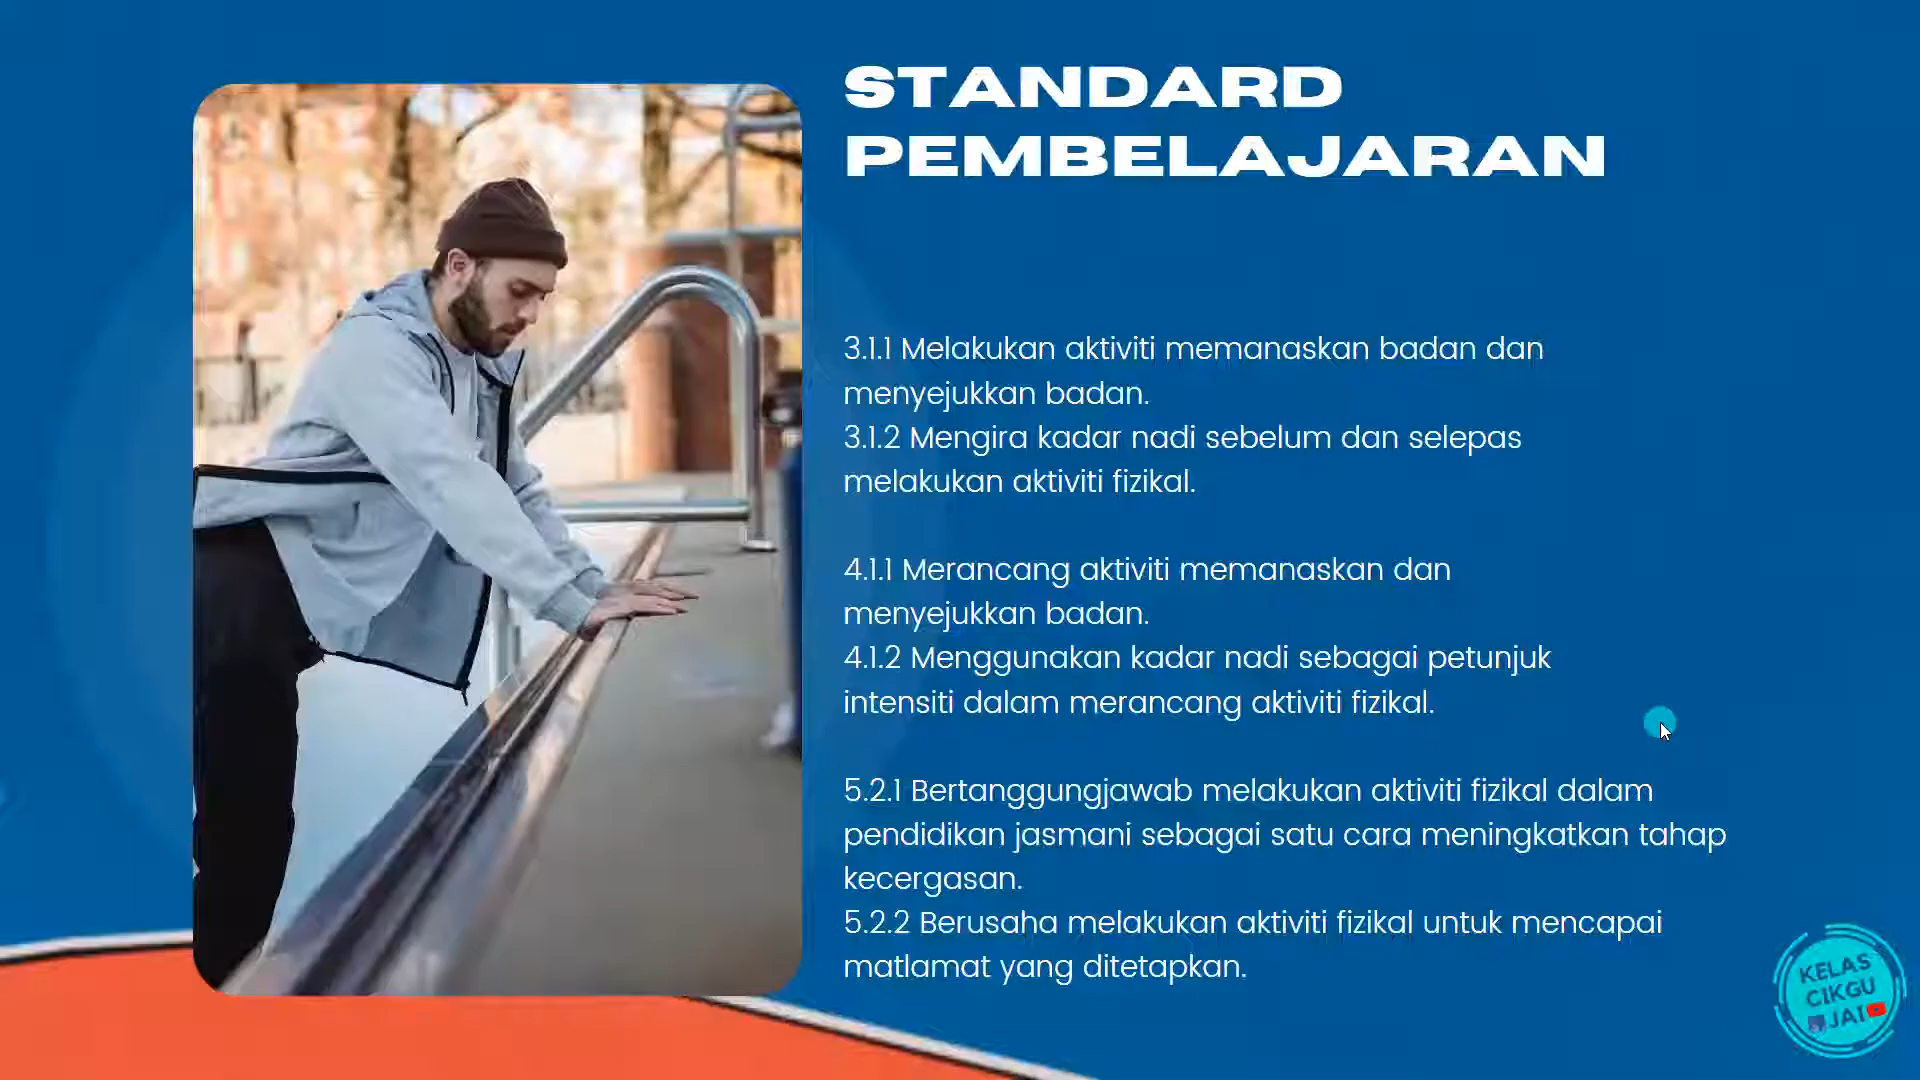 STANDARD
PEMBELAJARAN
3.1.1 Melakukan aktiviti memanaskan badan dan
menyejukkan badan.
3.1.2 Mengira kadar nadi sebelum dan selepas
melakukan aktiviti fizikal.
4.1.1 Merancang aktiviti memanaskan dan
menyejukkan badan.
4.1.2 Menggunakan kadar nadi sebagai petunjuk
intensiti dalam merancang aktiviti fizikal.
5.2.1 Bertanggungjawab melakukan aktiviti fizikal dalam
pendidikan jasmani sebagai satu cara meningkatkan tahap
kecergasan.
5.2.2 Berusaha melakukan aktiviti fizikal untuk mencapai
matlamat yang ditetapkan.
KELAS
CIKGU
JAI